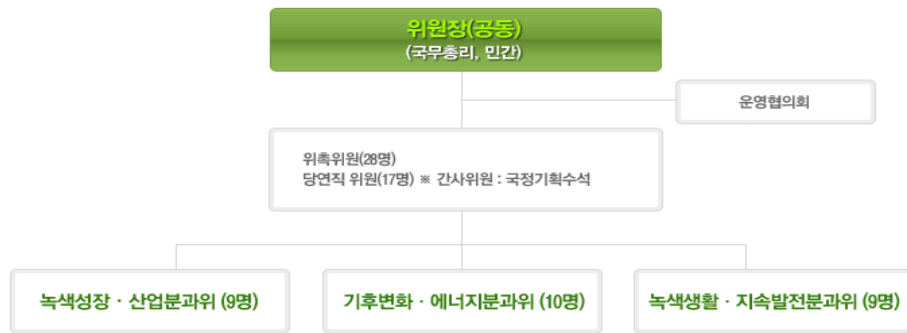 위원장(공동)
(국무총리, 민간)
운영협의회
위촉위원(28명)
당연직 위원(17명) ※ 간사위원 : 국정기획수석
녹색성장 · 산업분과위 (9명)
기후변화 · 에너지분과위 (10명)
녹색생활 · 지속발전분과위 (9명)